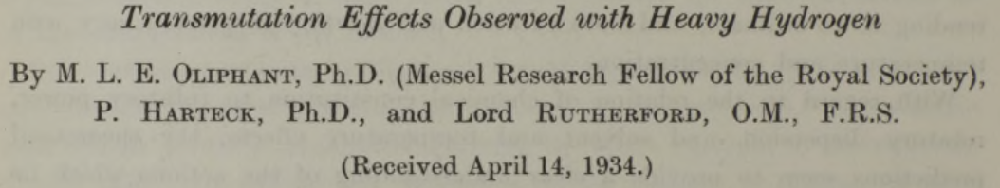 Transmutation Effects Observed with Heavy Hydrogen
By M. L. E. OLIPHANT, Ph.D. (Messel Research Fellow of the Royal Society),
P. HARTECK, Ph.D., and Lord RUTHERFORD, O.M., F.R.S.
(Received April 14, 1934.)